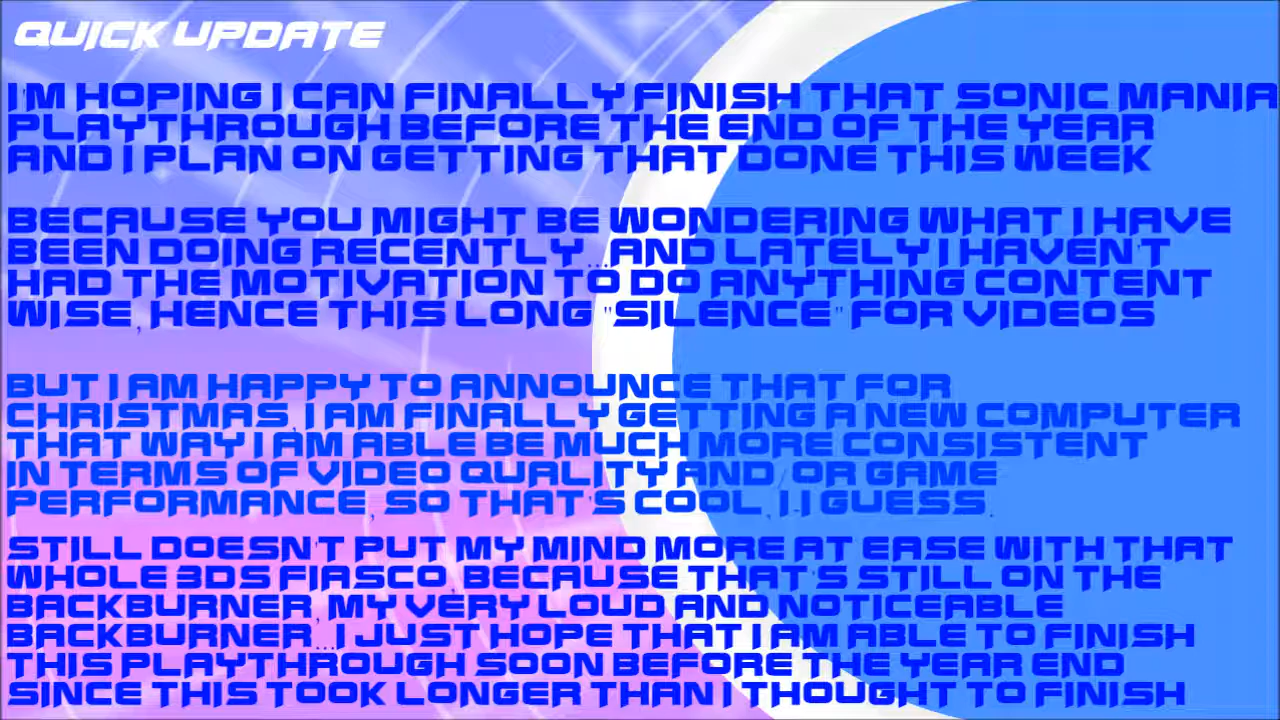 QUICK UPDATE
I'M HOPING I CAN FINALLY FINISH THAT SONIC MANIA
PLAYTHROUGH BEFORE THE END OF THE YEAR
AND I PLAN ON GETTING THAT DONE THIS WEEK
BECAUSE YOU MIGHT BE WONDERING WHAT I HAVE
BEEN DOING RECENTLY...AND LATELY I HAVEN'T
HAD THE MOTIVATION TO DO ANYTHING CONTENT
WISE, HENCE THIS LONG "SILENCE" FOR VIDEOS
BUT I AM HAPPY TO ANNOUNCE THAT FOR
CHRISTMAS, I AM FINALLY GETTING A NEW COMPUTER
THAT WAY I AM ABLE BE MUCH MORE CONSISTENT
IN TERMS OF VIDEO QUALITY AND/OR GAME
PERFORMANCE, SO THAT'S COOL, I-I GUESS.
STILL DOESN'T PUT MY MIND MORE AT EASE WITH THAT
WHOLE 3DS FIASCO, BECAUSE THAT'S STILL ON THE
BACKBURNER, MY VERY LOUD AND NOTICEABLE
BACKBURNER...I JUST HOPE THAT I AM ABLE TO FINISH
THIS PLAYTHROUGH SOON BEFORE THE YEAR END
SINCE THIS TOOK LONGER THAN I THOUGHT TO FINISH